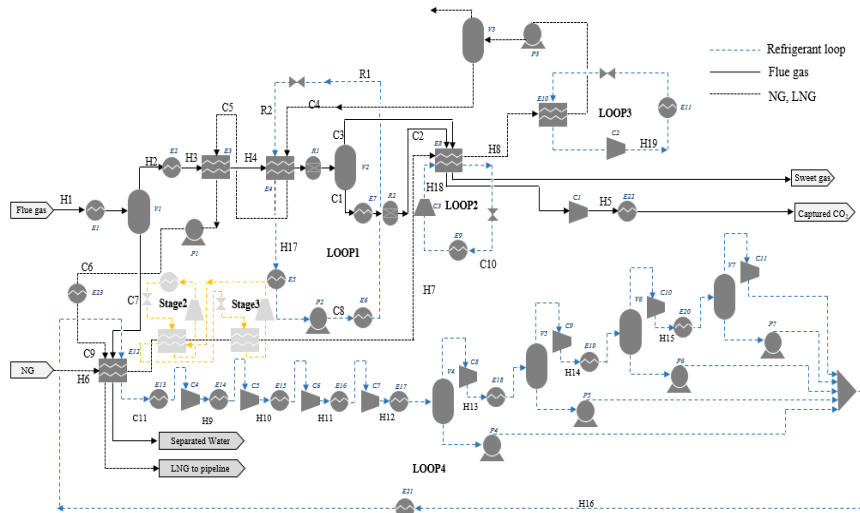 V3
P3
Refrigerant loop
Flue gas
NG, LNG
R1
C5
R2
C4
E10
LOOP3
E11
C2
H19
C3
C2
E2
H2
H3
E3
H4
R1
V2
E8
H8
E4
Flue gas
H1
E1
V1
C1
E7
R2
H18
LOOP2
C3
Sweet gas
C1
H5
E22
Captured CO2
P1
H17
LOOP1
E9
C10
C6
E23
C7
Stage2
Stage3
E5
P2
C8
E6
H7
V7
C11
V6
C10
E20
H15
V5
C9
E19
H14
P7
P6
C9
E12
NG
H6
C11
E13
C4
E14
H9
C5
E15
H10
C6
E16
H11
C7
E17
H12
V4
C8
E18
H13
P5
P4
Separated Water
LNG to pipeline
LOOP4
E21
H16